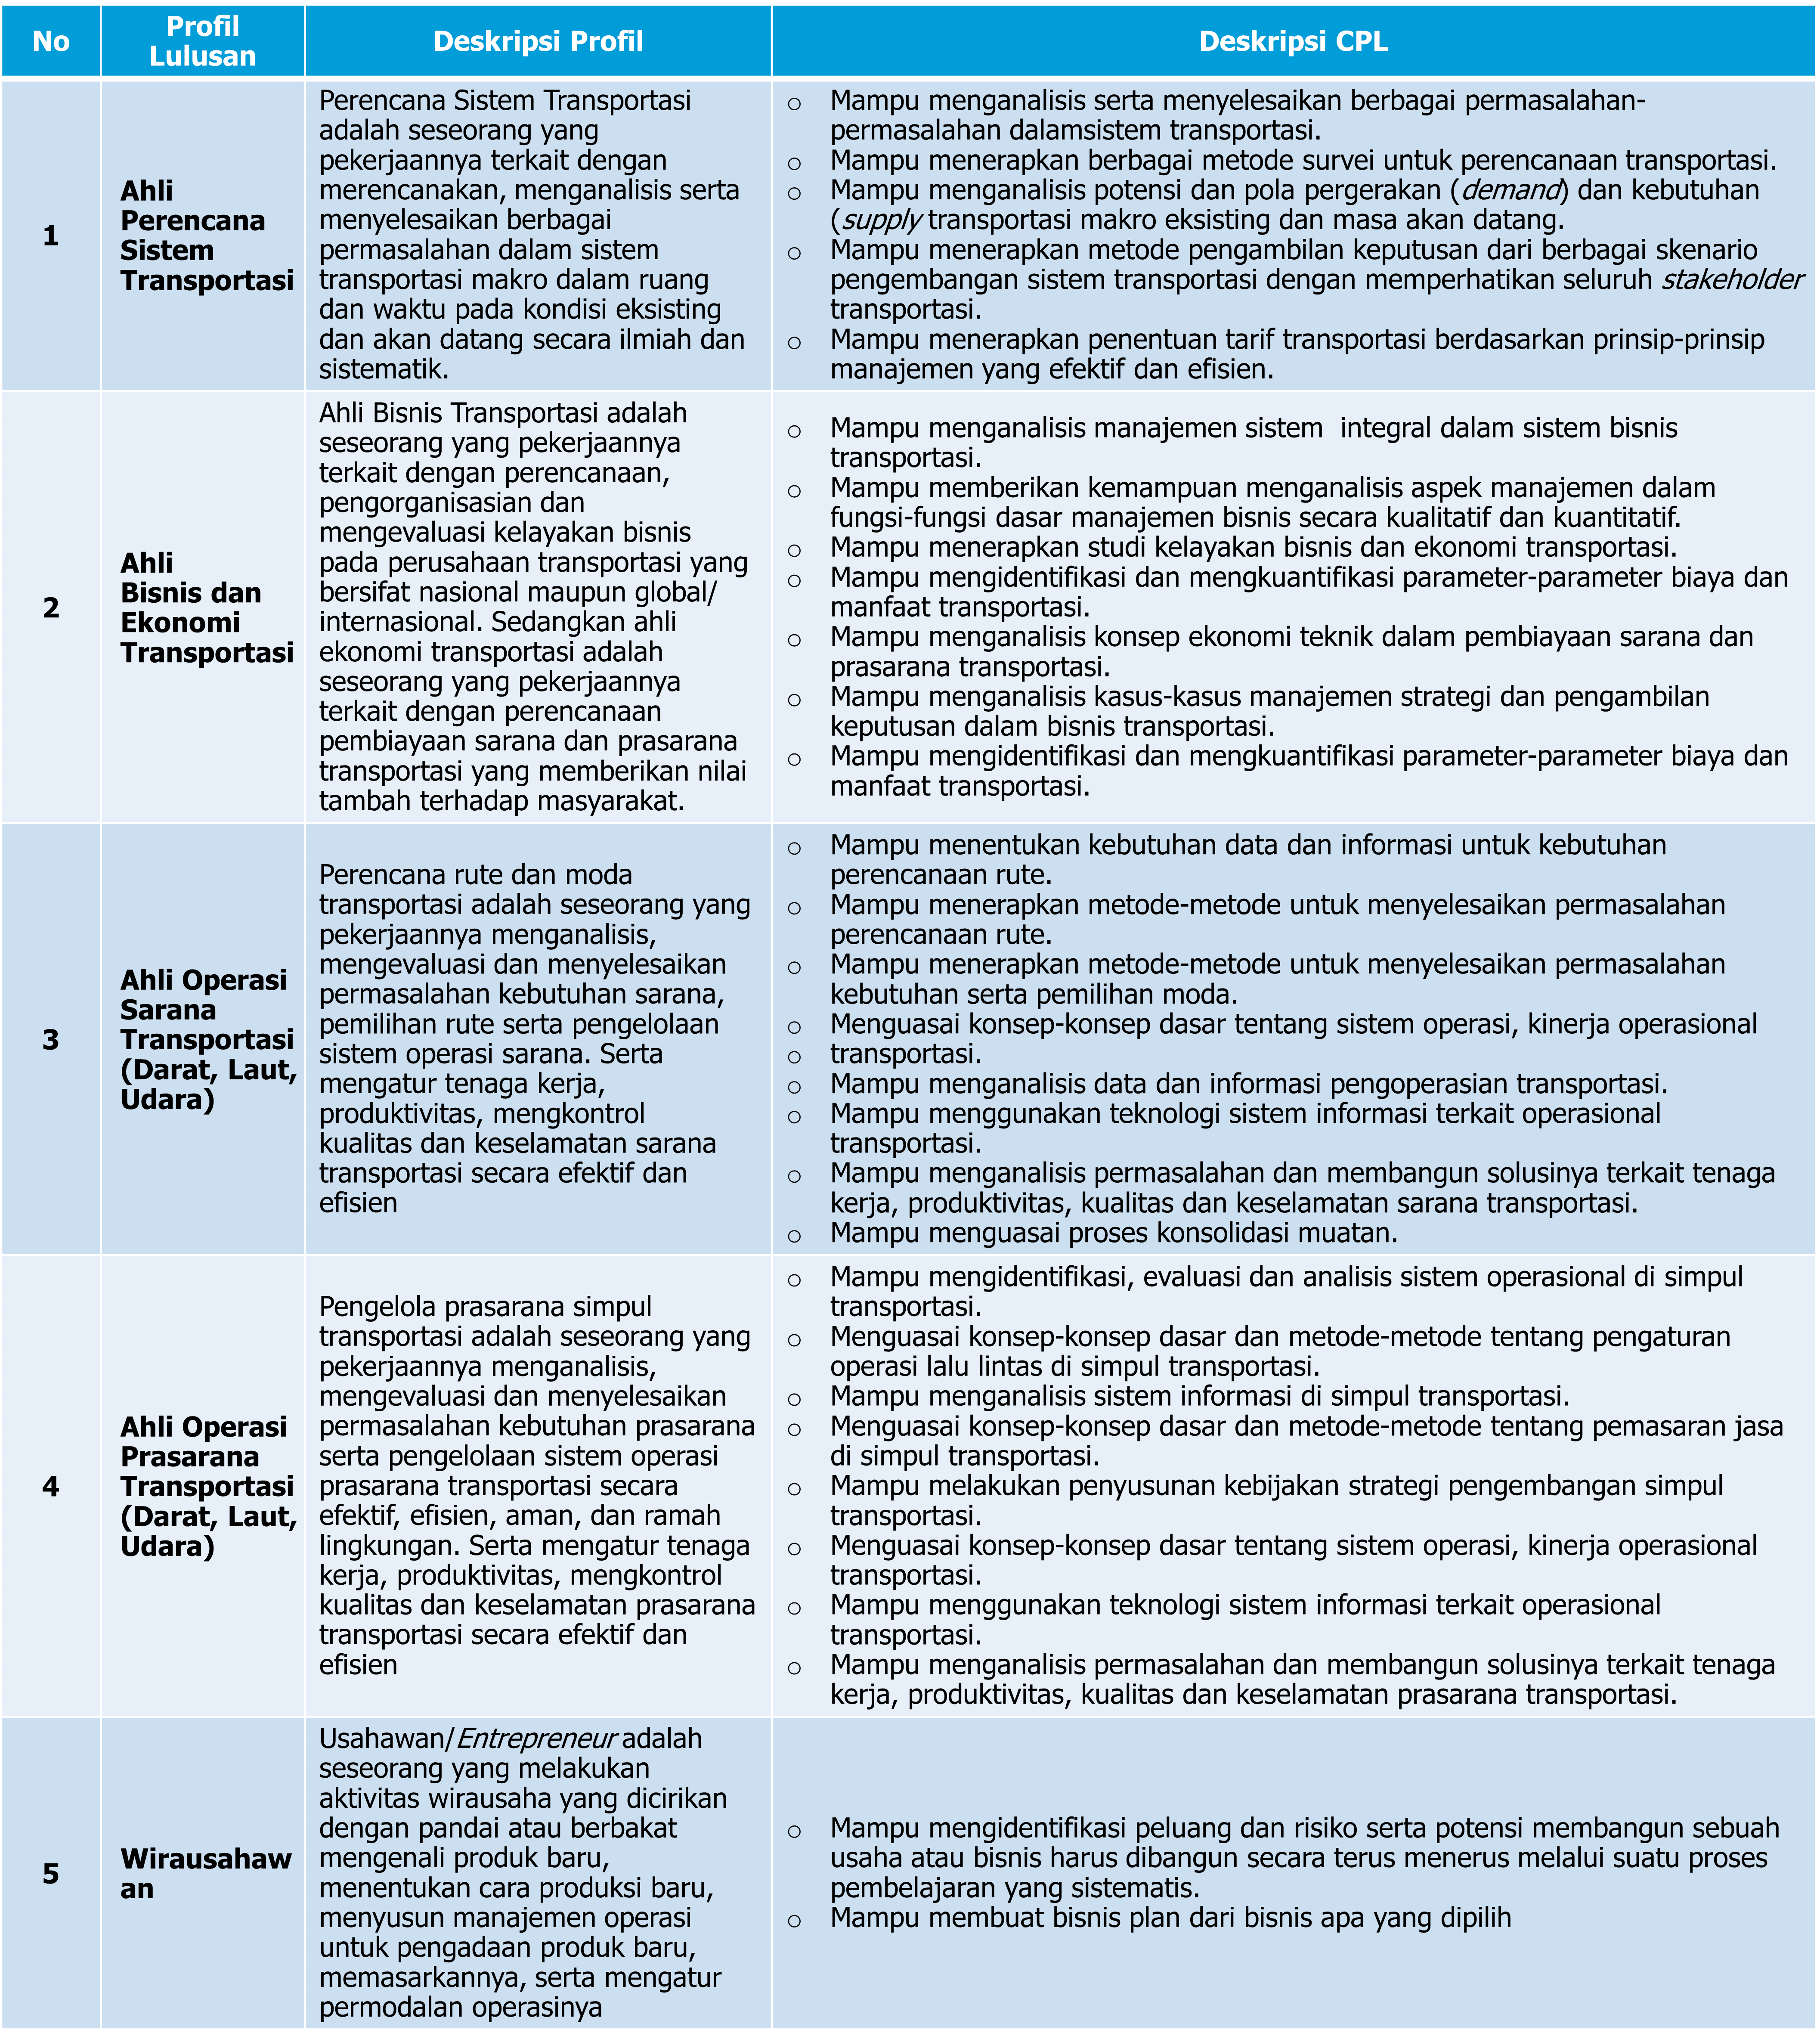 No
Profil
Lulusan
Deskripsi Profil
Deskripsi CPL
1
Ahli
Perencana
Sistem
Transportasi
Perencana Sistem Transportasi
adalah seseorang yang
pekerjaannya terkait dengan
merencanakan, menganalisis serta
menyelesaikan berbagai
permasalahan dalam sistem
transportasi makro dalam ruang
dan waktu pada kondisi eksisting
dan akan datang secara ilmiah dan
sistematik.
o Mampu menganalisis serta menyelesaikan berbagai permasalahan-
permasalahan dalamsistem transportasi.
o Mampu menerapkan berbagai metode survei untuk perencanaan transportasi.
o Mampu menganalisis potensi dan pola pergerakan (demand) dan kebutuhan
(supply transportasi makro eksisting dan masa akan datang.
o Mampu menerapkan metode pengambilan keputusan dari berbagai skenario
pengembangan sistem transportasi dengan memperhatikan seluruh stakeholder
transportasi.
o Mampu menerapkan penentuan tarif transportasi berdasarkan prinsip-prinsip
manajemen yang efektif dan efisien.
2
Ahli
Bisnis dan
Ekonomi
Transportasi
Ahli Bisnis Transportasi adalah
seseorang yang pekerjaannya
terkait dengan perencanaan,
pengorganisasian dan
mengevaluasi kelayakan bisnis
pada perusahaan transportasi yang
bersifat nasional maupun global/
internasional. Sedangkan ahli
ekonomi transportasi adalah
seseorang yang pekerjaannya
terkait dengan perencanaan
pembiayaan sarana dan prasarana
transportasi yang memberikan nilai
tambah terhadap masyarakat.
o Mampu menganalisis manajemen sistem  integral dalam sistem bisnis
transportasi.
o Mampu memberikan kemampuan menganalisis aspek manajemen dalam
fungsi-fungsi dasar manajemen bisnis secara kualitatif dan kuantitatif.
o Mampu menerapkan studi kelayakan bisnis dan ekonomi transportasi.
o Mampu mengidentifikasi dan mengkuantifikasi parameter-parameter biaya dan
manfaat transportasi.
o Mampu menganalisis konsep ekonomi teknik dalam pembiayaan sarana dan
prasarana transportasi.
o Mampu menganalisis kasus-kasus manajemen strategi dan pengambilan
keputusan dalam bisnis transportasi.
o Mampu mengidentifikasi dan mengkuantifikasi parameter-parameter biaya dan
manfaat transportasi.
3
Ahli Operasi
Sarana
Transportasi
(Darat, Laut,
Udara)
Perencana rute dan moda
transportasi adalah seseorang yang
pekerjaannya menganalisis,
mengevaluasi dan menyelesaikan
permasalahan kebutuhan sarana,
pemilihan rute serta pengelolaan
sistem operasi sarana. Serta
mengatur tenaga kerja,
produktivitas, mengkontrol
kualitas dan keselamatan sarana
transportasi secara efektif dan
efisien
o Mampu menentukan kebutuhan data dan informasi untuk kebutuhan
perencanaan rute.
o Mampu menerapkan metode-metode untuk menyelesaikan permasalahan
perencanaan rute.
o Mampu menerapkan metode-metode untuk menyelesaikan permasalahan
kebutuhan serta pemilihan moda.
o Menguasai konsep-konsep dasar tentang sistem operasi, kinerja operasional
o transportasi.
o Mampu menganalisis data dan informasi pengoperasian transportasi.
o Mampu menggunakan teknologi sistem informasi terkait operasional
transportasi.
o Mampu menganalisis permasalahan dan membangun solusinya terkait tenaga
kerja, produktivitas, kualitas dan keselamatan sarana transportasi.
o Mampu menguasai proses konsolidasi muatan.
4
Ahli Operasi
Prasarana
Transportasi
(Darat, Laut,
Udara)
Pengelola prasarana simpul
transportasi adalah seseorang yang
pekerjaannya menganalisis,
mengevaluasi dan menyelesaikan
permasalahan kebutuhan prasarana
serta pengelolaan sistem operasi
prasarana transportasi secara
efektif, efisien, aman, dan ramah
lingkungan. Serta mengatur tenaga
kerja, produktivitas, mengkontrol
kualitas dan keselamatan prasarana
transportasi secara efektif dan
efisien
o Mampu mengidentifikasi, evaluasi dan analisis sistem operasional di simpul
transportasi.
o Menguasai konsep-konsep dasar dan metode-metode tentang pengaturan
operasi lalu lintas di simpul transportasi.
o Mampu menganalisis sistem informasi di simpul transportasi.
o Menguasai konsep-konsep dasar dan metode-metode tentang pemasaran jasa
di simpul transportasi.
o Mampu melakukan penyusunan kebijakan strategi pengembangan simpul
transportasi.
o Menguasai konsep-konsep dasar tentang sistem operasi, kinerja operasional
transportasi.
o Mampu menggunakan teknologi sistem informasi terkait operasional
transportasi.
o Mampu menganalisis permasalahan dan membangun solusinya terkait tenaga
kerja, produktivitas, kualitas dan keselamatan prasarana transportasi.
5
Wirausahaw
an
Usahawan/Entrepreneur adalah
seseorang yang melakukan
aktivitas wirausaha yang dicirikan
dengan pandai atau berbakat
mengenali produk baru,
menentukan cara produksi baru,
menyusun manajemen operasi
untuk pengadaan produk baru,
memasarkannya, serta mengatur
permodalan operasinya
o Mampu mengidentifikasi peluang dan risiko serta potensi membangun sebuah
usaha atau bisnis harus dibangun secara terus menerus melalui suatu proses
pembelajaran yang sistematis.
o Mampu membuat bisnis plan dari bisnis apa yang dipilih